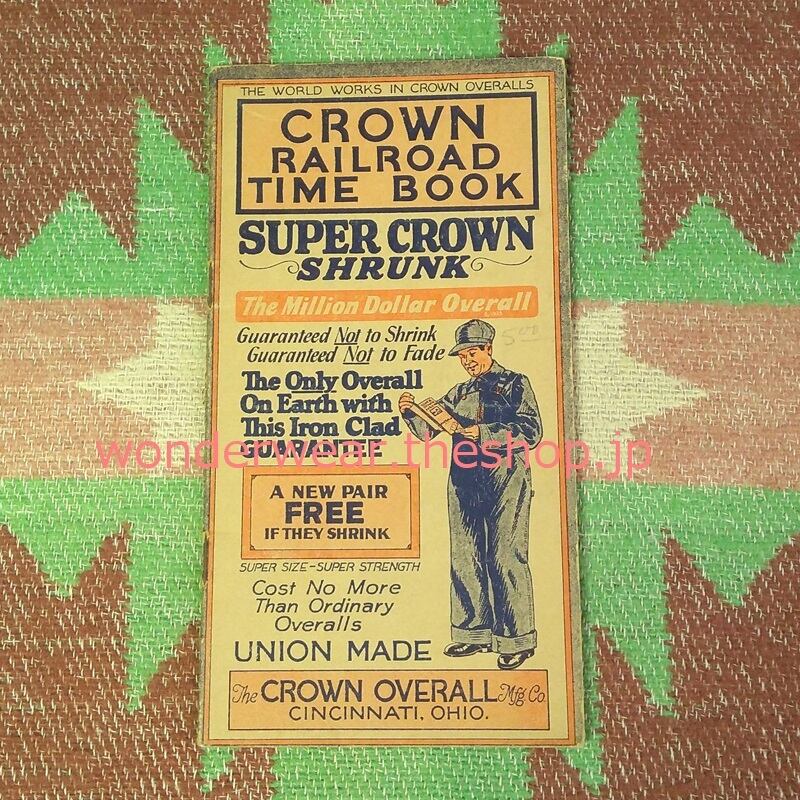 THE WORLD WORKS IN CROWN OVERALLS
CROWN
RAILROAD
TIME BOOK
SUPER CROWN
SHRUNK
The Million Dollar Overall
Guaranteed Not to Shrink
Guaranteed Not to Fade
The Only Overall
On Earth with
This Iron Clad
GUARANTEE
wonderwear.theshop.jp
A NEW PAIR
FREE
IF THEY SHRINK
SUPER SIZE-SUPER STRENGTH
Cost No More
Than Ordinary
Overalls
UNION MADE
The CROWN OVERALL Mfg Co.
CINCINNATI, OHIO.